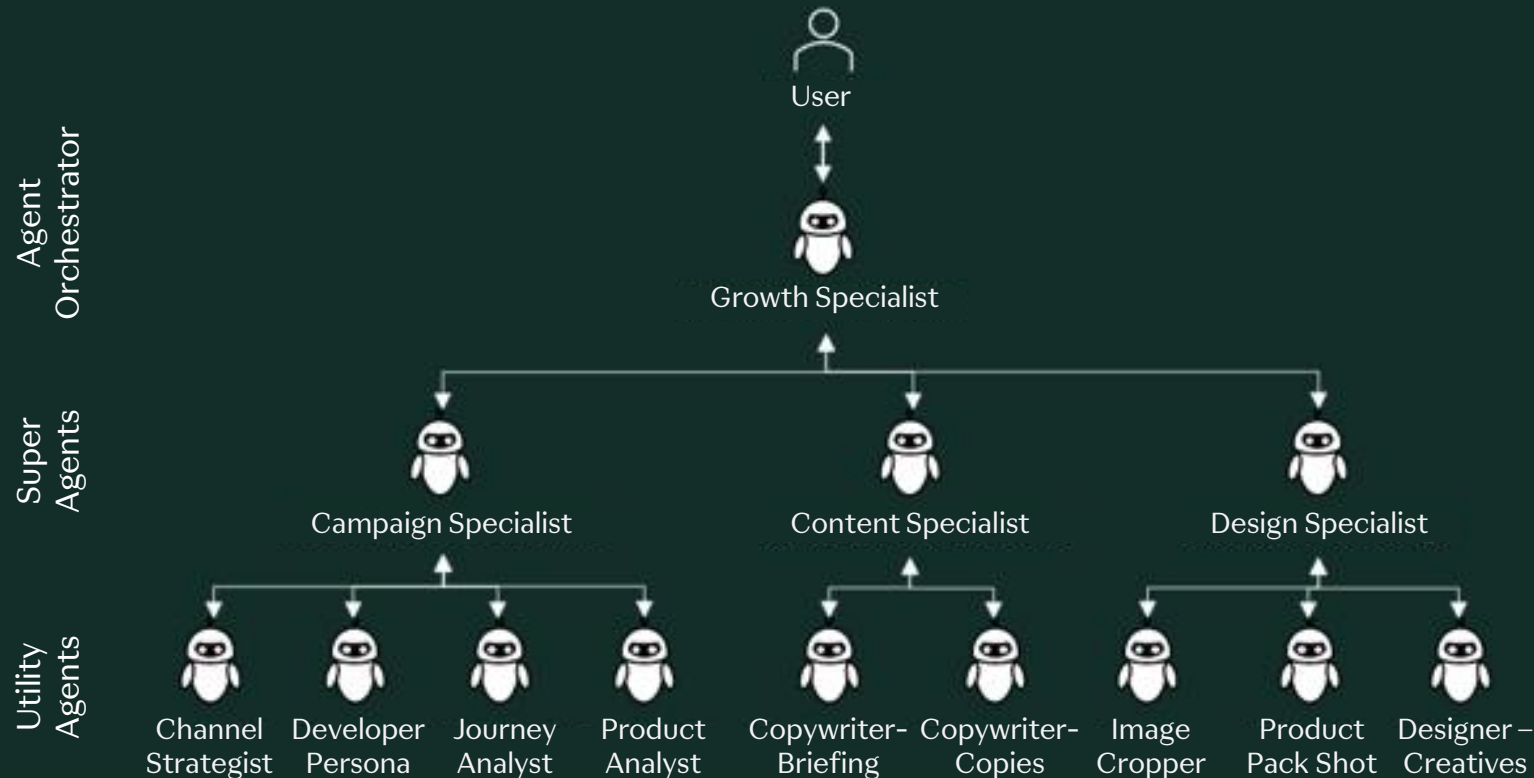 User
Agent
Orchestrator
Growth Specialist
Super
Agents
Campaign Specialist
Content Specialist
Design Specialist
Utility
Agents
Channel
Strategist
Developer
Persona
Journey
Analyst
Product
Analyst
Copywriter-
Briefing
Copywriter-
Copies
Image
Cropper
Product
Pack Shot
Designer –
Creatives